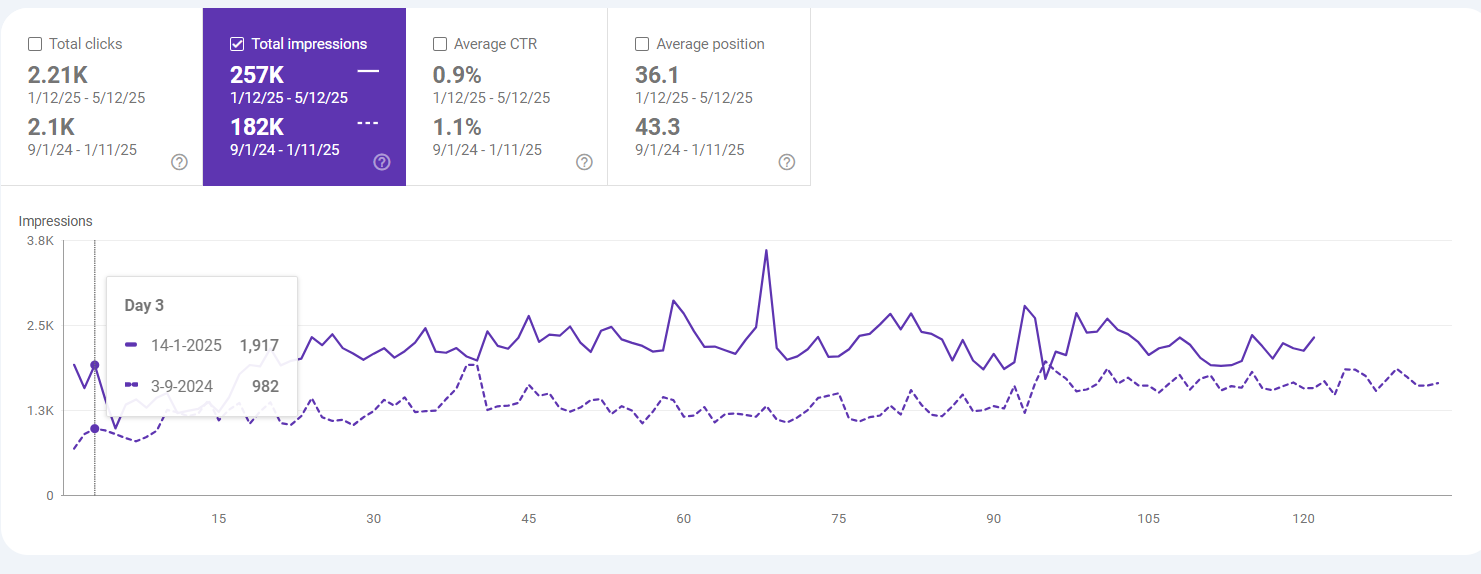 Total clicks
2.21K
1/12/25 - 5/12/25
2.1K
9/1/24 - 1/11/25
Total impressions
257K
1/12/25 - 5/12/25
182K
9/1/24 - 1/11/25
Average CTR
0.9%
1/12/25 - 5/12/25
1.1%
9/1/24 - 1/11/25
Average position
36.1
1/12/25 - 5/12/25
43.3
9/1/24 - 1/11/25
Impressions
3.8K
2.5K
1.3K
0
Day 3
14-1-2025 1,917
3-9-2024 982
15 30 45 60 75 90 105 120